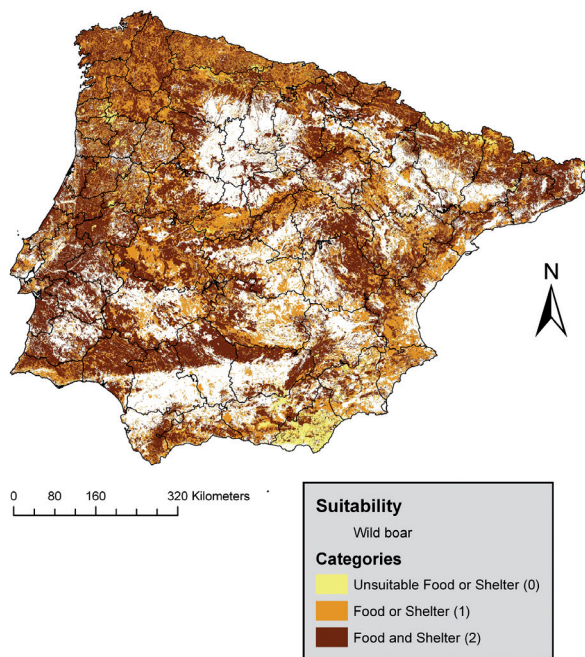 N
0 80 160 320 Kilometers
Suitability
Wild boar
Categories
Unsuitable Food or Shelter (0)
Food or Shelter (1)
Food and Shelter (2)